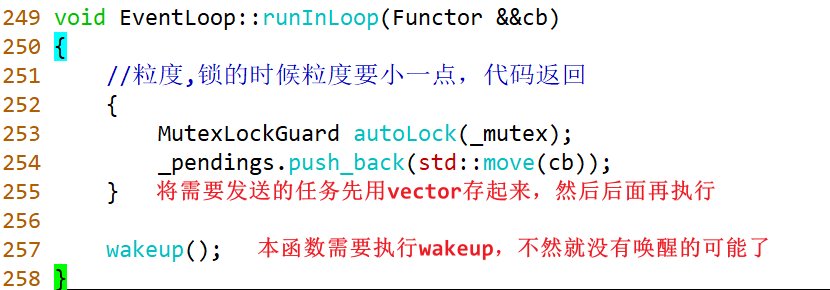 249 void EventLoop::runInLoop(Functor &&cb)
250 {
251     //粒度,锁的时候粒度要小一点，代码返回
252     {
253         MutexLockGuard autoLock(_mutex);
254         _pendings.push_back(std::move(cb));
255     }   将需要发送的任务先用vector存起来，然后后面再执行
256
257     wakeup();   本函数需要执行wakeup，不然就没有唤醒的可能了
258 }